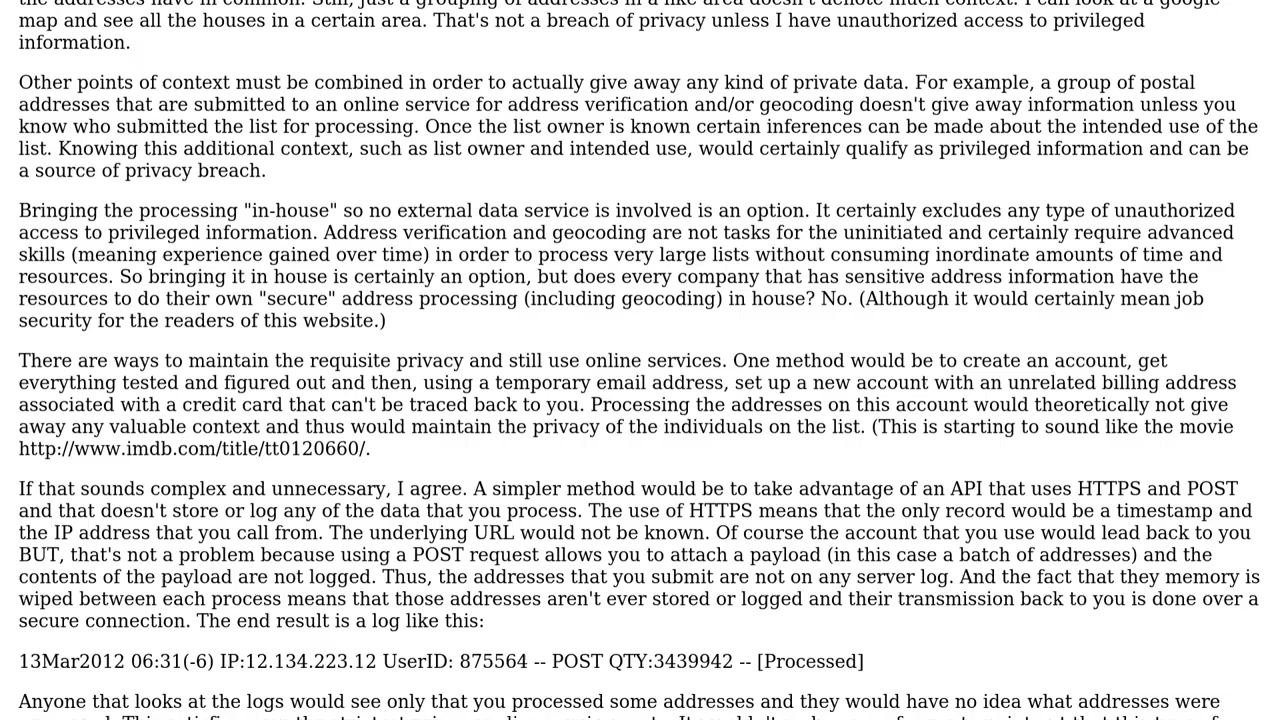 map and see all the houses in a certain area. That's not a breach of privacy unless I have unauthorized access to privileged
information.
Other points of context must be combined in order to actually give away any kind of private data. For example, a group of postal
addresses that are submitted to an online service for address verification and/or geocoding doesn't give away information unless you
know who submitted the list for processing. Once the list owner is known certain inferences can be made about the intended use of the
list. Knowing this additional context, such as list owner and intended use, would certainly qualify as privileged information and can be
a source of privacy breach.
Bringing the processing "in-house" so no external data service is involved is an option. It certainly excludes any type of unauthorized
access to privileged information. Address verification and geocoding are not tasks for the uninitiated and certainly require advanced
skills (meaning experience gained over time) in order to process very large lists without consuming inordinate amounts of time and
resources. So bringing it in house is certainly an option, but does every company that has sensitive address information have the
resources to do their own "secure" address processing (including geocoding) in house? No. (Although it would certainly mean job
security for the readers of this website.)
There are ways to maintain the requisite privacy and still use online services. One method would be to create an account, get
everything tested and figured out and then, using a temporary email address, set up a new account with an unrelated billing address
associated with a credit card that can't be traced back to you. Processing the addresses on this account would theoretically not give
away any valuable context and thus would maintain the privacy of the individuals on the list. (This is starting to sound like the movie
http://www.imdb.com/title/tt0120660/.
If that sounds complex and unnecessary, I agree. A simpler method would be to take advantage of an API that uses HTTPS and POST
and that doesn't store or log any of the data that you process. The use of HTTPS means that the only record would be a timestamp and
the IP address that you call from. The underlying URL would not be known. Of course the account that you use would lead back to you
BUT, that's not a problem because using a POST request allows you to attach a payload (in this case a batch of addresses) and the
contents of the payload are not logged. Thus, the addresses that you submit are not on any server log. And the fact that they memory is
wiped between each process means that those addresses aren't ever stored or logged and their transmission back to you is done over a
secure connection. The end result is a log like this:
13Mar2012 06:31(-6) IP:12.134.223.12 UserID: 875564 -- POST QTY:3439942 -- [Processed]
Anyone that looks at the logs would see only that you processed some addresses and they would have no idea what addresses were